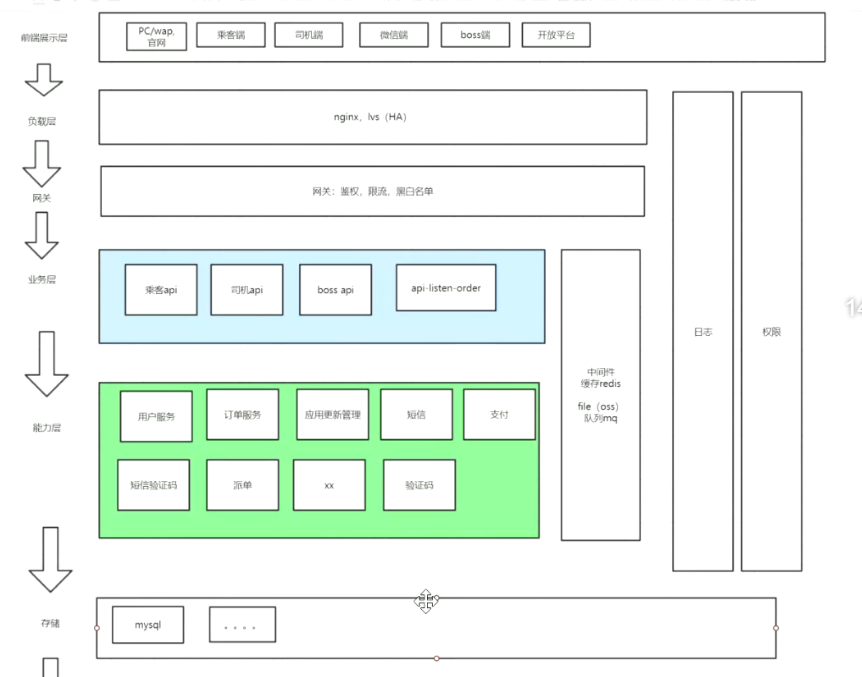 前端展示层
PC/wap,
官网
乘客端
司机端
微信端
boss端
开放平台
负载层
nginx，lvs（HA）
网关
网关：鉴权，限流，黑白名单
业务层
乘客api
司机api
boss api
api-listen-order
中间件
缓存redis
file（oss）
队列mq
日志
权限
能力层
用户服务
订单服务
应用更新管理
短信
支付
短信验证码
派单
xx
验证码
存储
mysql
。。。。
14